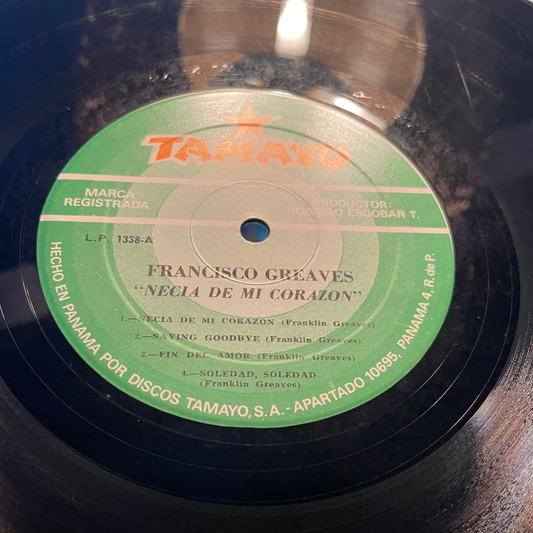 TAMAYO
MARCA
REGISTRADA
PRODUCTOR:
RODRIGO ESCOBAR T.
L.P. 1338-A
FRANCISCO GREAVES
"NECIA DE MI CORAZON"
1.—NECIA DE MI CORAZON (Franklin Greaves)
2.—SAYING GOODBYE (Franklin Greaves)
3.—FIN DEL AMOR (Franklin Greaves)
4.—SOLEDAD, SOLEDAD
(Franklin Greaves)
HECHO EN PANAMA POR DISCOS TAMAYO, S.A. - APARTADO 10695, PANAMA 4, R. de P.